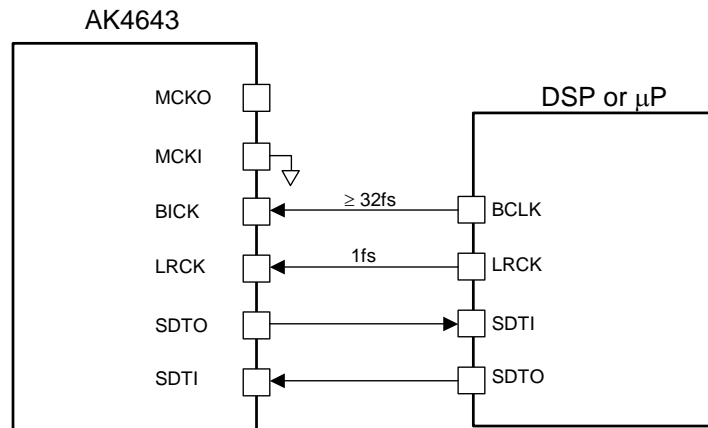 AK4643
DSP or μP
MCKO
MCKI
BICK
≥ 32fs
BCLK
LRCK
1fs
LRCK
SDTO
SDTI
SDTI
SDTO